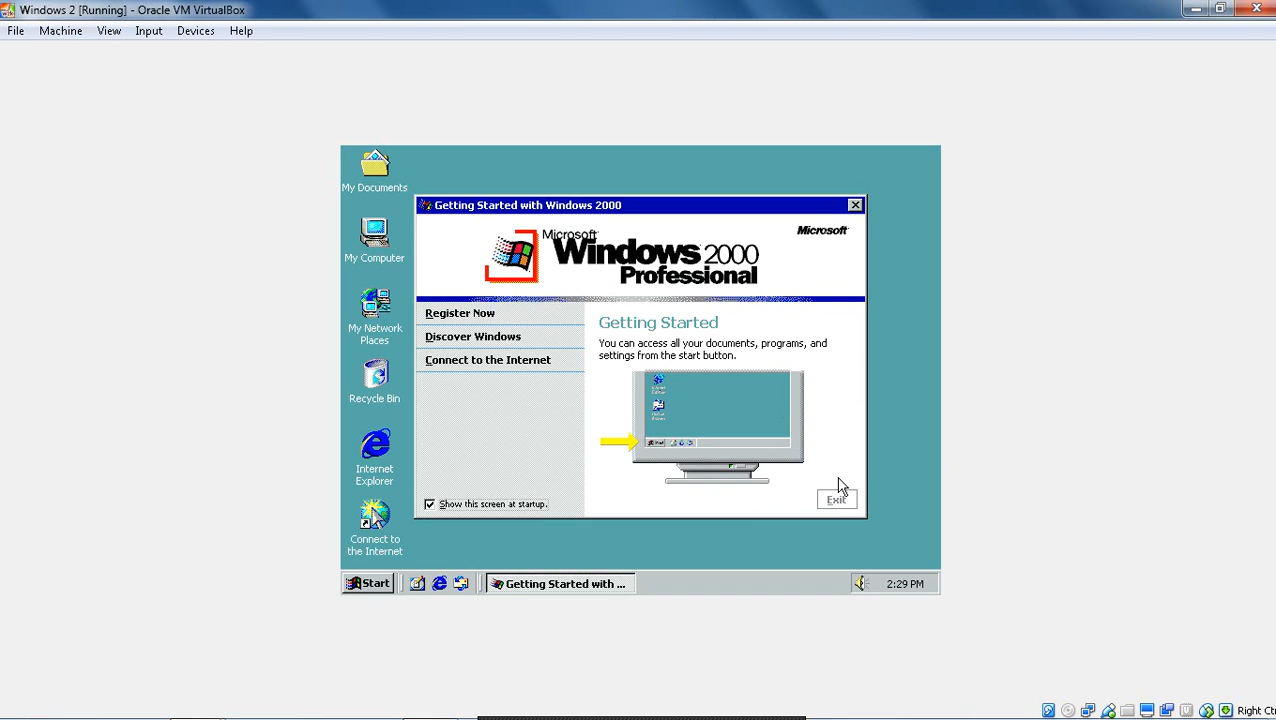 Windows 2 [Running] - Oracle VM VirtualBox
File Machine View Input Devices Help
My Documents
My Computer
My Network
Places
Recycle Bin
Internet
Explorer
Connect to
the Internet
Getting Started with Windows 2000
Microsoft
Windows 2000
Professional
Microsoft
Register Now
Discover Windows
Connect to the Internet
Show this screen at startup.
Getting Started
You can access all your documents, programs, and
settings from the start button.
Start
Exit
Start
Getting Started with ...
2:29 PM
Right Ctr